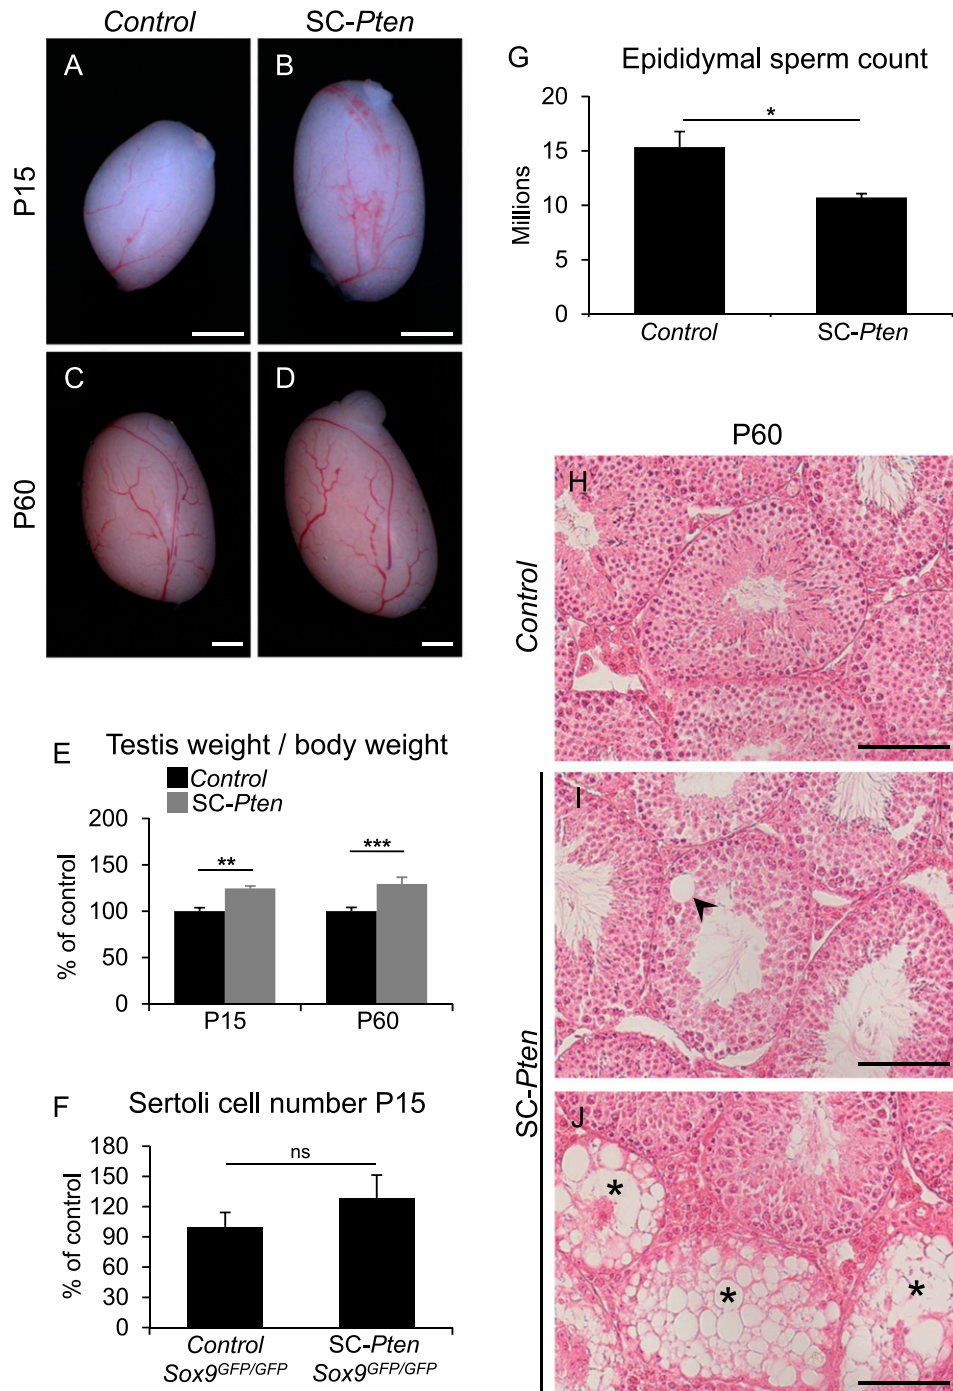 Control SC-Pten
A
B
P15
C
D
P60
E Testis weight / body weight
Control
SC-Pten
200
150
100
50
0
% of control
**
***
P15 P60
F Sertoli cell number P15
180
150
120
90
60
30
0
% of control
ns
Control SC-Pten
Sox9GFP/GFP Sox9GFP/GFP
G Epididymal sperm count
20
15
10
5
0
Millions
*
Control SC-Pten
P60
H
Control
I
SC-Pten
J
*
*
*